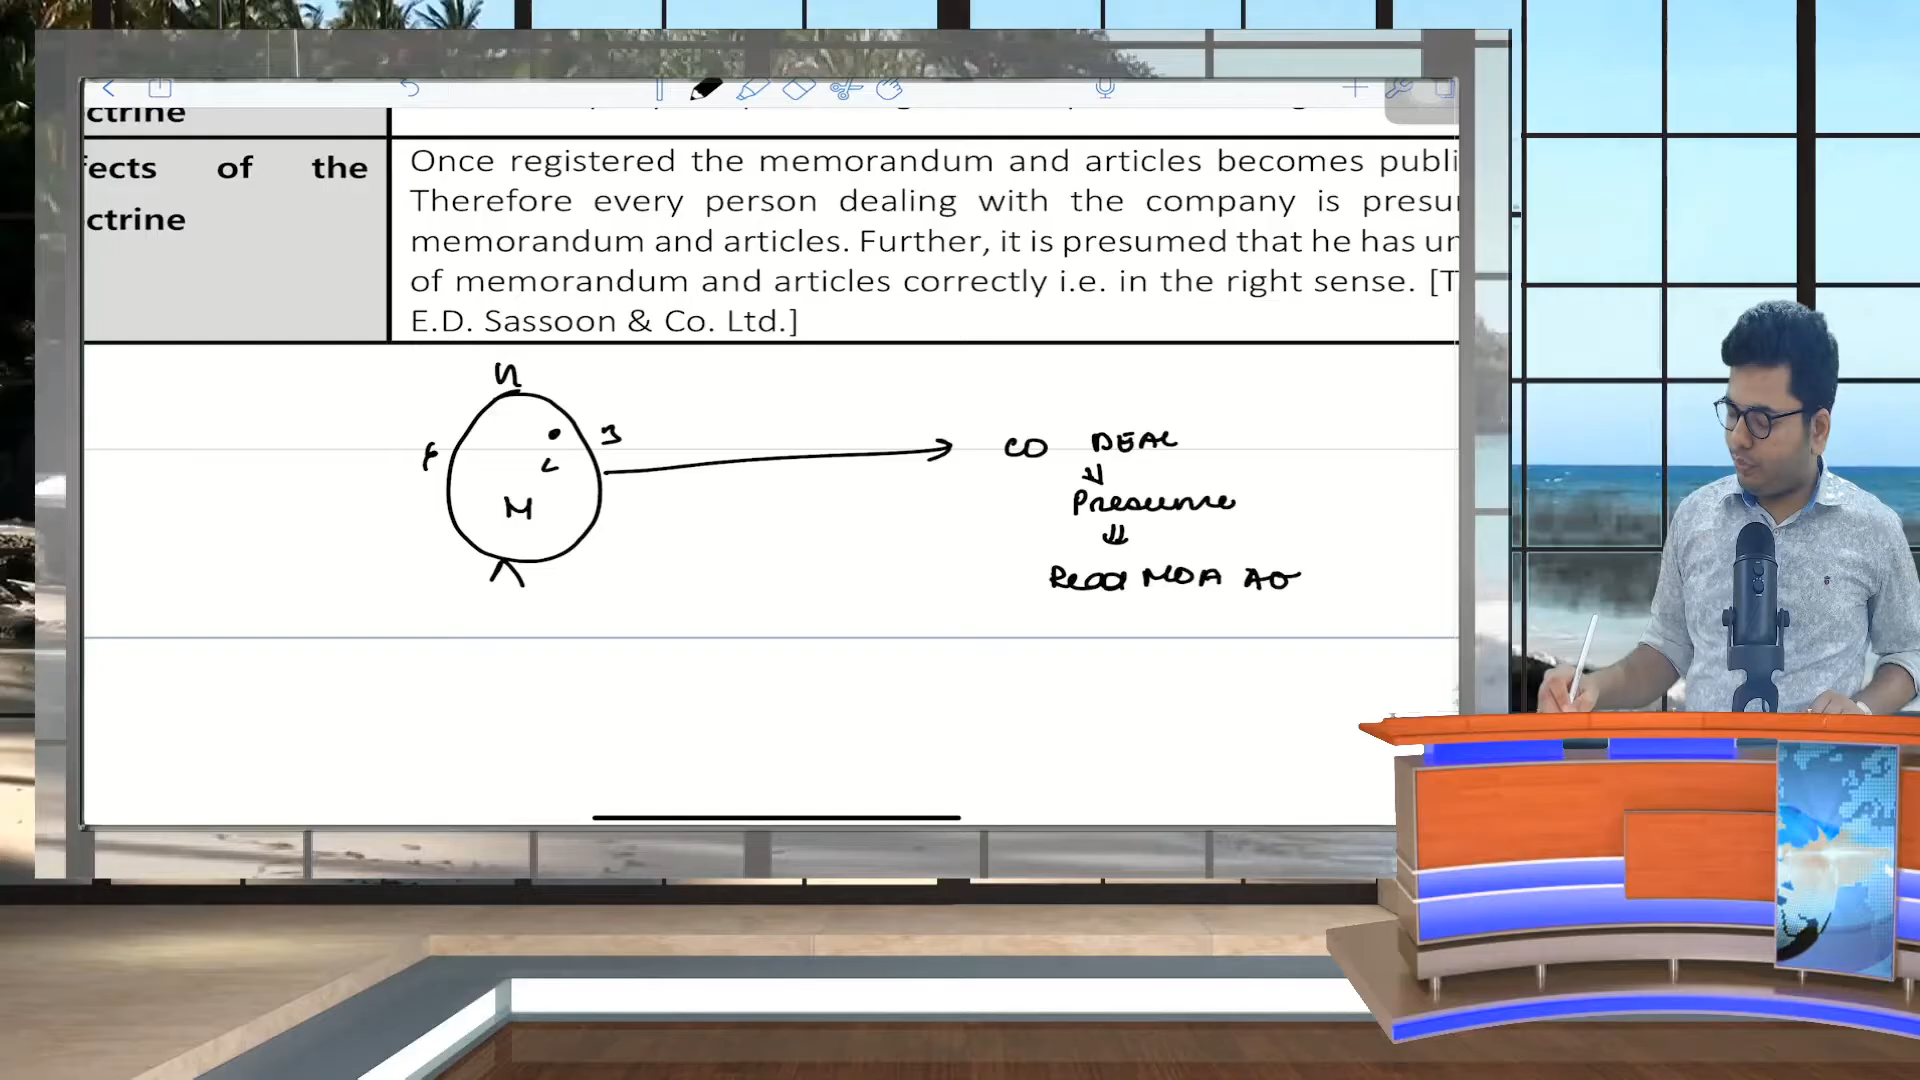 ctrine
fects of the
ctrine
Once registered the memorandum and articles becomes publi
Therefore every person dealing with the company is presu
memorandum and articles. Further, it is presumed that he has un
of memorandum and articles correctly i.e. in the right sense. [T
E.D. Sassoon & Co. Ltd.]
CO DEAL
Presume
Read MOA AO
M